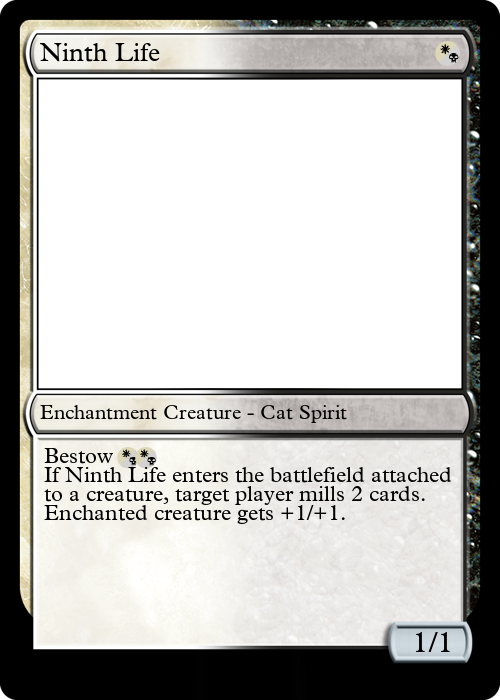 Ninth Life
Enchantment Creature - Cat Spirit
Bestow
If Ninth Life enters the battlefield attached
to a creature, target player mills 2 cards.
Enchanted creature gets +1/+1.
1/1